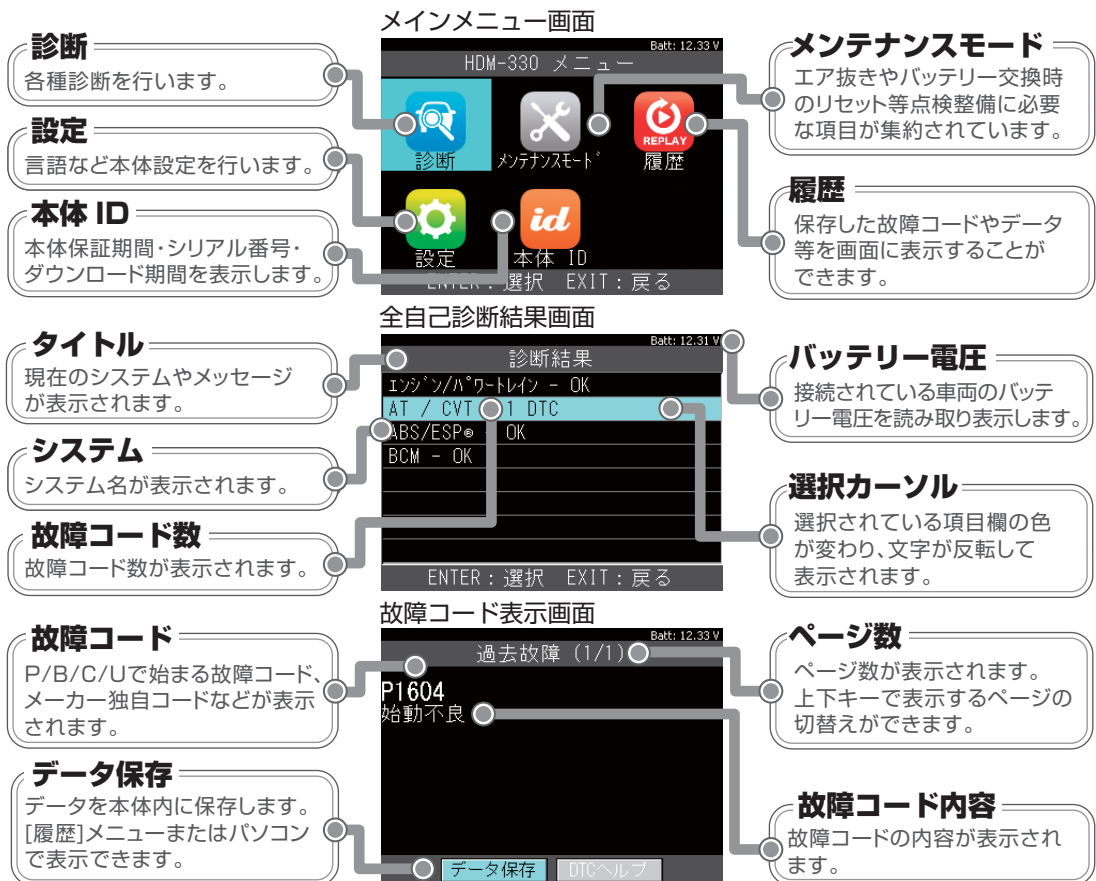 メインメニュー画面
診断
各種診断を行います。
設定
言語など本体設定を行います。
本体 ID
本体保証期間・シリアル番号・
ダウンロード期間を表示します。
Batt: 12.33 V
HDM-330 メニュー
診断
メンテナンスモード
REPLAY
履歴
設定
id
本体 ID
ENTER：選択 EXIT：戻る
メンテナンスモード
エア抜きやバッテリー交換時
のリセット等点検整備に必要
な項目が集約されています。
履歴
保存した故障コードやデータ
等を画面に表示することが
できます。
全自己診断結果画面
タイトル
現在のシステムやメッセージ
が表示されます。
システム
システム名が表示されます。
故障コード数
故障コード数が表示されます。
Batt: 12.31 V
診断結果
エンジン/パワートレイン - OK
AT / CVT 1 DTC
ABS/ESP® - OK
BCM - OK
ENTER：選択 EXIT：戻る
バッテリー電圧
接続されている車両のバッテ
リー電圧を読み取り表示します。
選択カーソル
選択されている項目欄の色
が変わり、文字が反転して
表示されます。
故障コード表示画面
故障コード
P/B/C/Uで始まる故障コード、
メーカー独自コードなどが表示
されます。
データ保存
データを本体内に保存します。
[履歴]メニューまたはパソコン
で表示できます。
Batt: 12.33 V
過去故障 (1/1)
P1604
始動不良
データ保存
DTCヘルプ
ページ数
ページ数が表示されます。
上下キーで表示するページの
切替えができます。
故障コード内容
故障コードの内容が表示され
ます。